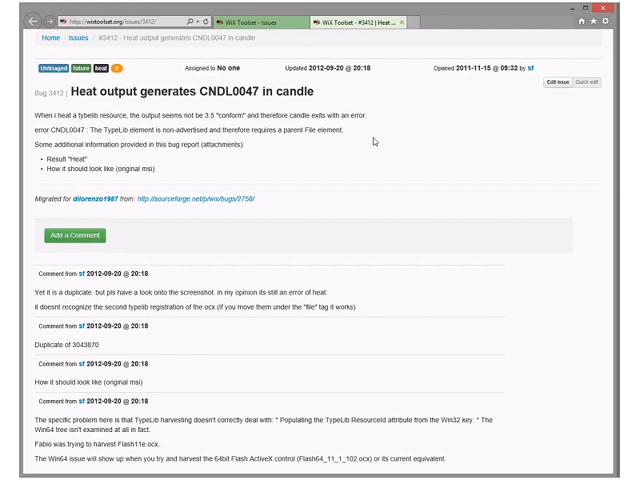 http://wixtoolset.org/issues/3412/
WiX Toolset - Issues
WiX Toolset - #3412 | Heat ...
Home / Issues / #3412 - Heat output generates CNDL0047 in candle
Untriaged future heat 0 Assigned to No one Updated 2012-09-20 @ 20:18 Opened 2011-11-15 @ 09:32 by sf
Edit issue Quick edit
Bug 3412 | Heat output generates CNDL0047 in candle
When i heat a tybelib resource, the output seems not be 3.5 "conform" and therefore candle exits with an error.
error CNDL0047 : The TypeLib element is non-advertised and therefore requires a parent File element.
Some additional information provided in this bug report (attachments):
• Result "Heat"
• How it should look like (original msi)
Migrated for dilorenzo1987 from: http://sourceforge.net/p/wix/bugs/2758/
Add a Comment
Comment from sf 2012-09-20 @ 20:18
Yet it is a duplicate. but pls have a look onto the screenshot. in my opinion its still an error of heat:
it doesnt recognize the second typelib registration of the ocx (If you move them under the "file" tag it works)
Comment from sf 2012-09-20 @ 20:18
Duplicate of 3043870
Comment from sf 2012-09-20 @ 20:18
How it should look like (original msi)
Comment from sf 2012-09-20 @ 20:18
The specific problem here is that TypeLib harvesting doesn't correctly deal with: * Populating the TypeLib ResourceId attribute from the Win32 key. * The
Win64 tree isn't examined at all in fact.
Fabio was trying to harvest Flash11e.ocx.
The Win64 issue will show up when you try and harvest the 64bit Flash ActiveX control (Flash64_11_1_102.ocx) or its current equivalent.